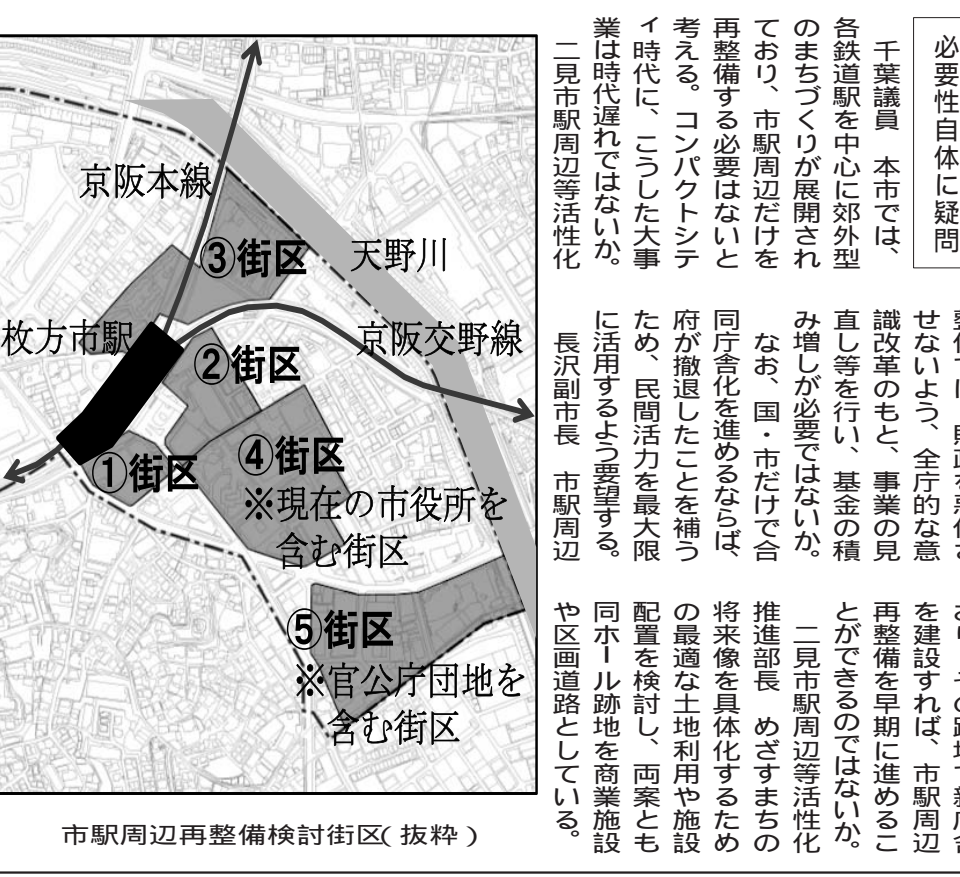 必要性自体に疑問
千葉議員　本市では、
各鉄道駅を中心に郊外型
のまちづくりが展開され
ており、市駅周辺だけを
再整備する必要はないと
考える。コンパクトシテ
ィ時代に、こうした大事
業は時代遅れではないか。
二見市駅周辺等活性化
せないよう、全庁的な意
識改革のもと、事業の見
直し等を行い、基金の積
み増しが必要ではないか。
なお、国・市だけで合
同庁舎化を進めるならば、
府が撤退したことを補う
ため、民間活力を最大限
に活用するよう要望する。
長沢副市長　市駅周辺
を建設すれば、市駅周辺
再整備を早期に進めるこ
とができるのではないか。
二見市駅周辺等活性化
推進部長　めざすまちの
将来像を具体化するため
の最適な土地利用や施設
配置を検討し、両案とも
同ホール跡地を商業施設
や区画道路としている。
京阪本線
③街区
天野川
枚方市駅
京阪交野線
②街区
①街区
④街区
※現在の市役所を
含む街区
⑤街区
※官公庁団地を
含む街区
市駅周辺再整備検討街区(抜粋)